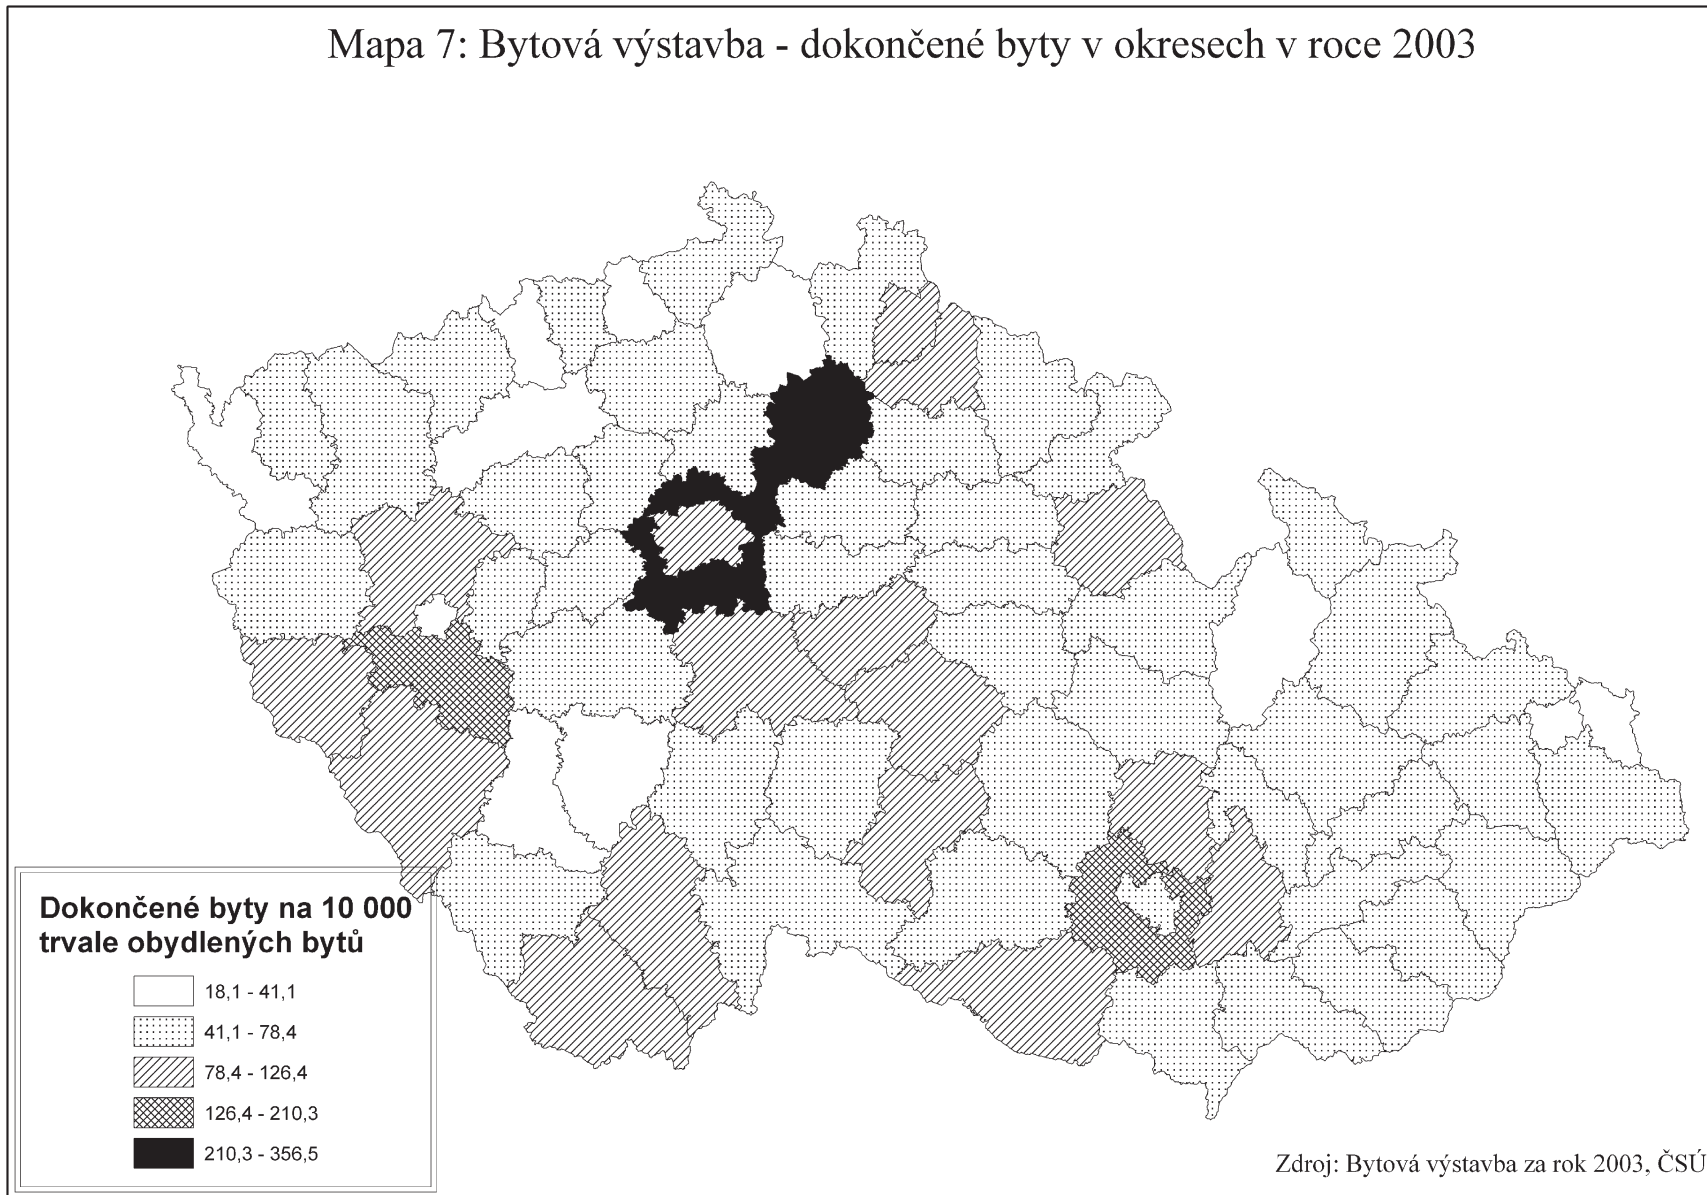 Mapa 7: Bytová výstavba - dokončené byty v okresech v roce 2003
Dokončené byty na 10 000
trvale obydlených bytů
18,1 - 41,1
41,1 - 78,4
78,4 - 126,4
126,4 - 210,3
210,3 - 356,5
Zdroj: Bytová výstavba za rok 2003, ČSÚ